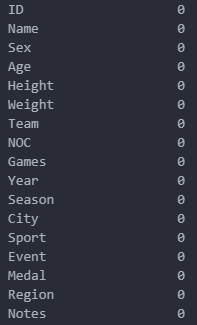 ID 0
Name 0
Sex 0
Age 0
Height 0
Weight 0
Team 0
NOC 0
Games 0
Year 0
Season 0
City 0
Sport 0
Event 0
Medal 0
Region 0
Notes 0